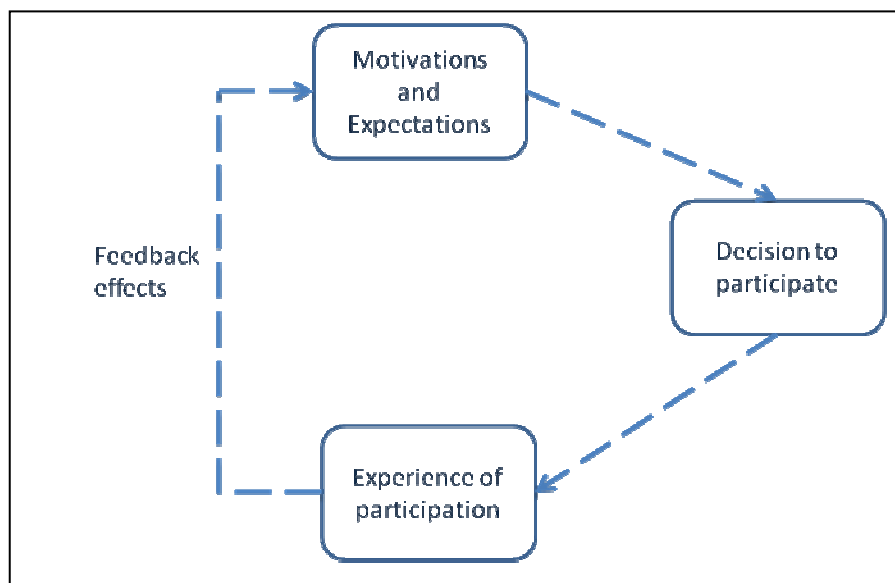 Motivations
and
Expectations
Decision to
participate
Feedback
effects
Experience of
participation